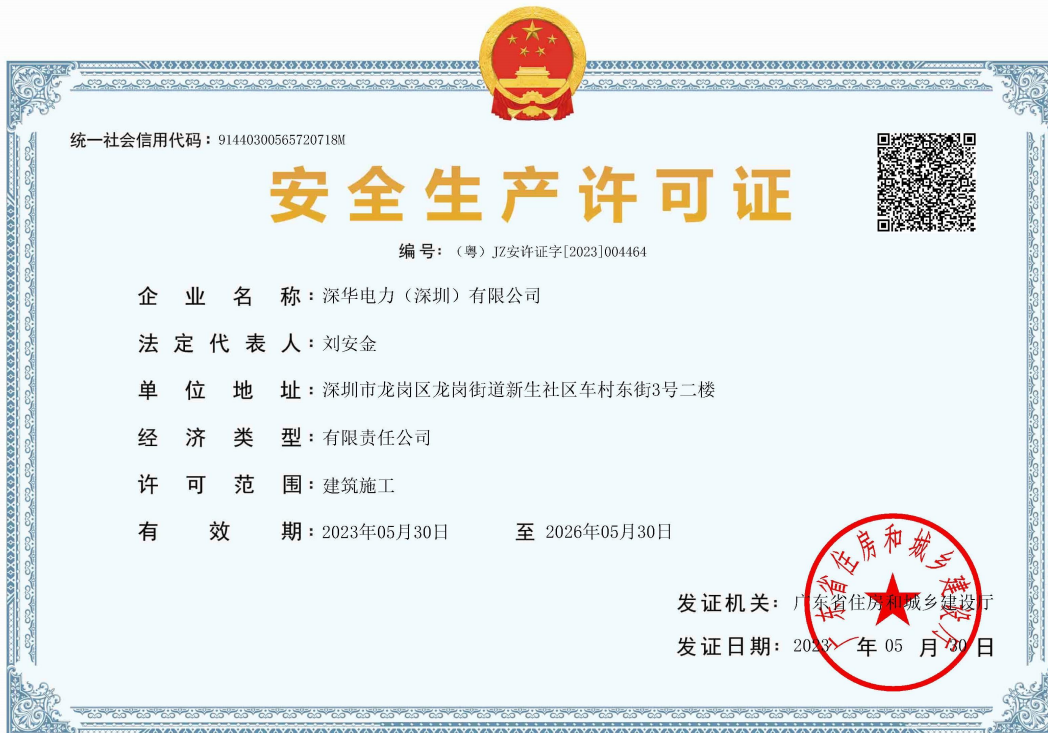 统一社会信用代码：91440300565720718M
安全生产许可证
编号：（粤）JZ安许证字[2023]004464
企业名称：深华电力（深圳）有限公司
法定代表人：刘安金
单位地址：深圳市龙岗区龙岗街道新生社区车村东街3号二楼
经济类型：有限责任公司
许可范围：建筑施工
有效期：2023年05月30日 至 2026年05月30日
广东省住房和城乡建设厅
发证机关：广东省住房和城乡建设厅
发证日期：2023 年 05 月 30 日